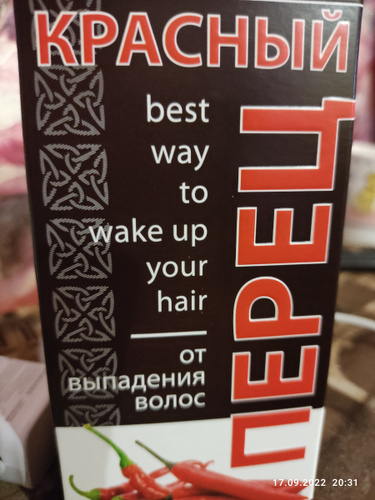 КРАСНЫЙ
ПЕРЕЦ
best
way
to
wake up
your
hair
от
выпадения
волос
17.09.2022 20:31